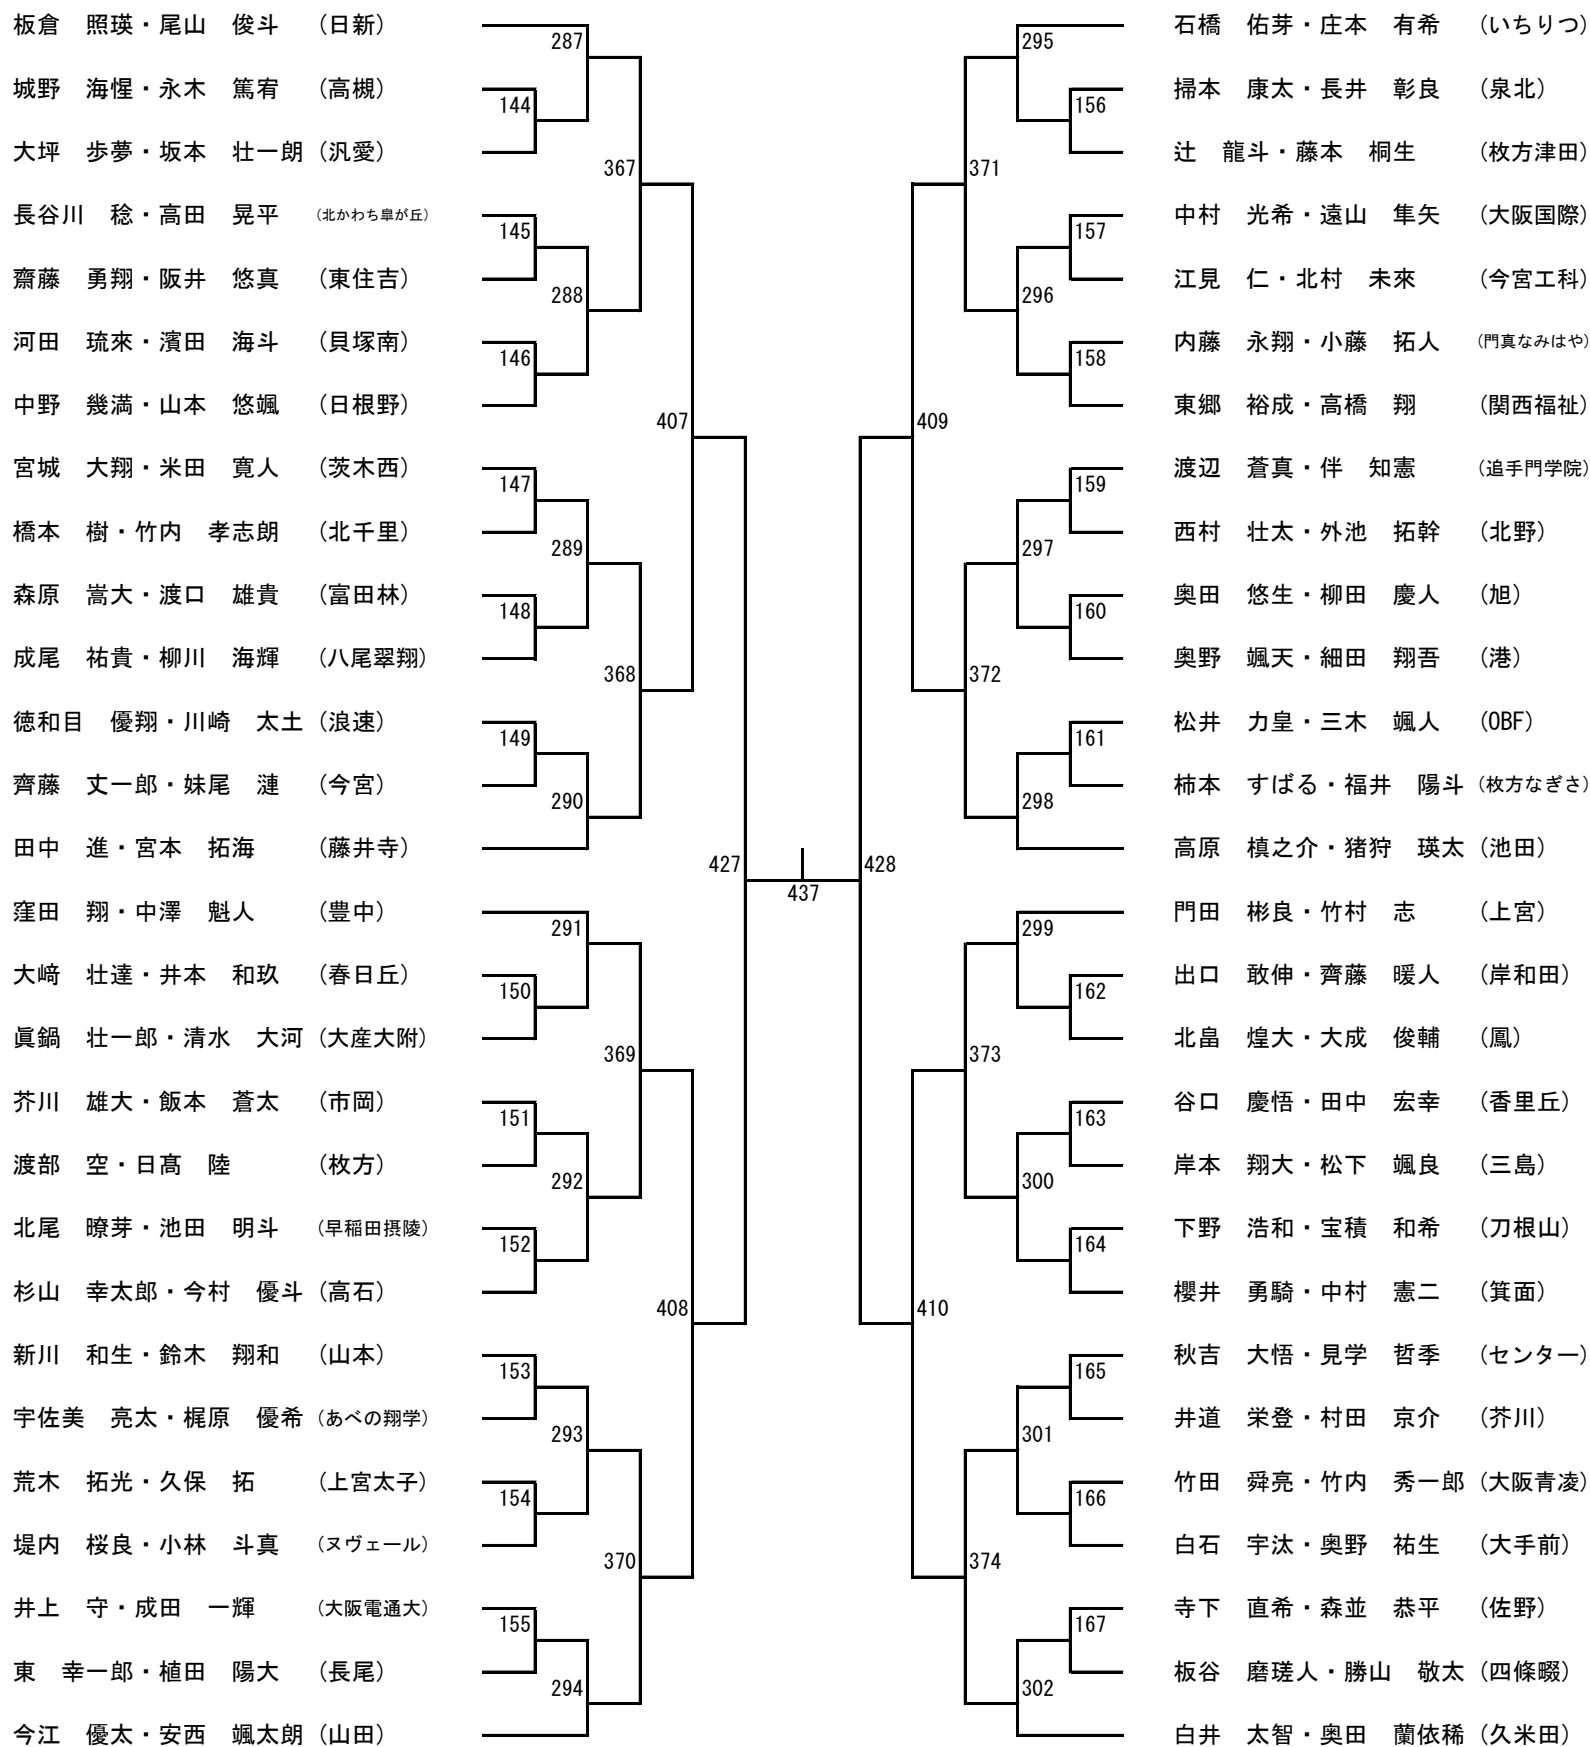 板倉　照瑛・尾山　俊斗　（日新）
城野　海惺・永木　篤宥　（高槻）
大坪　歩夢・坂本　壮一朗（汎愛）
長谷川　稔・高田　晃平　（北かわち皐が丘）
齋藤　勇翔・阪井　悠真　（東住吉）
河田　琉來・濱田　海斗　（貝塚南）
中野　幾満・山本　悠颯　（日根野）
宮城　大翔・米田　寛人　（茨木西）
橋本　樹・竹内　孝志朗　（北千里）
森原　嵩大・渡口　雄貴　（富田林）
成尾　祐貴・柳川　海輝　（八尾翠翔）
徳和目　優翔・川崎　太土（浪速）
齊藤　丈一郎・妹尾　漣　（今宮）
田中　進・宮本　拓海　（藤井寺）
窪田　翔・中澤　魁人　（豊中）
大﨑　壮達・井本　和玖　（春日丘）
眞鍋　壮一郎・清水　大河（大産大附）
芥川　雄大・飯本　蒼太　（市岡）
渡部　空・日髙　陸　（枚方）
北尾　暸芽・池田　明斗　（早稲田摂陵）
杉山　幸太郎・今村　優斗（高石）
新川　和生・鈴木　翔和　（山本）
宇佐美　亮太・梶原　優希（あべの翔学）
荒木　拓光・久保　拓　（上宮太子）
堤内　桜良・小林　斗真　（ヌヴェール）
井上　守・成田　一輝　（大阪電通大）
東　幸一郎・植田　陽大　（長尾）
今江　優太・安西　颯太朗（山田）
287
144
367
145
288
146
407
147
289
148
368
149
290
427
291
150
369
151
292
152
408
153
293
154
370
155
294
437
295
156
371
157
296
158
409
159
297
160
372
161
298
428
299
162
373
163
300
164
410
165
301
166
374
167
302
石橋　佑芽・庄本　有希　（いちりつ）
掃本　康太・長井　彰良　（泉北）
辻　龍斗・藤本　桐生　（枚方津田）
中村　光希・遠山　隼矢　（大阪国際）
江見　仁・北村　未來　（今宮工科）
内藤　永翔・小藤　拓人　（門真なみはや）
東郷　裕成・高橋　翔　（関西福祉）
渡辺　蒼真・伴　知憲　（追手門学院）
西村　壮太・外池　拓幹　（北野）
奥田　悠生・柳田　慶人　（旭）
奥野　颯天・細田　翔吾　（港）
松井　力皇・三木　颯人　（OBF）
柿本　すばる・福井　陽斗（枚方なぎさ）
高原　槙之介・猪狩　瑛太（池田）
門田　彬良・竹村　志　（上宮）
出口　敢伸・齊藤　暖人　（岸和田）
北畠　煌大・大成　俊輔　（鳳）
谷口　慶悟・田中　宏幸　（香里丘）
岸本　翔大・松下　颯良　（三島）
下野　浩和・宝積　和希　（刀根山）
櫻井　勇騎・中村　憲二　（箕面）
秋吉　大悟・見学　哲季　（センター）
井道　栄登・村田　京介　（芥川）
竹田　舜亮・竹内　秀一郎（大阪青凌）
白石　宇汰・奥野　祐生　（大手前）
寺下　直希・森並　恭平　（佐野）
板谷　磨瑳人・勝山　敬太（四條畷）
白井　太智・奥田　蘭依稀（久米田）